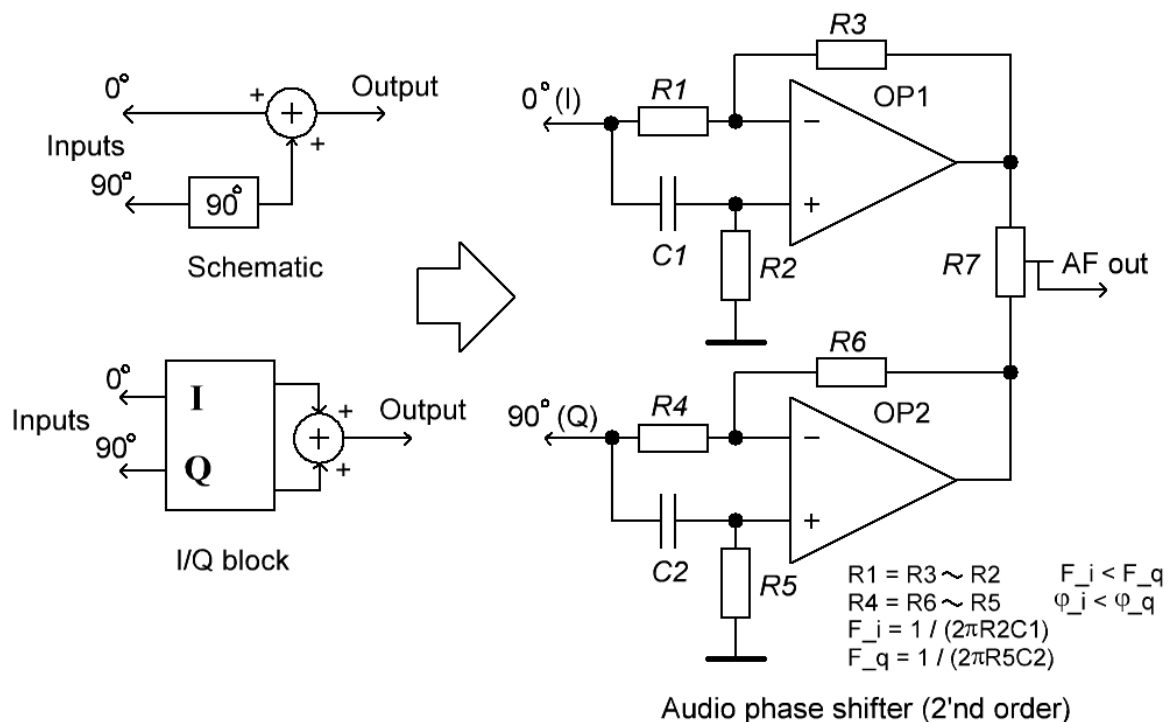 0°
+
+
Output
+
Inputs
90°
90°
Schematic
0°
I
+
+
Output
Inputs
90°
Q
+
I/Q block
R3
0° (I)
R1
OP1
−
+
C1
R2
R7
AF out
R6
90° (Q)
R4
OP2
−
+
C2
R5
R1 = R3 ~ R2 F_i < F_q
R4 = R6 ~ R5 φ_i < φ_q
F_i = 1 / (2πR2C1)
F_q = 1 / (2πR5C2)
Audio phase shifter (2'nd order)